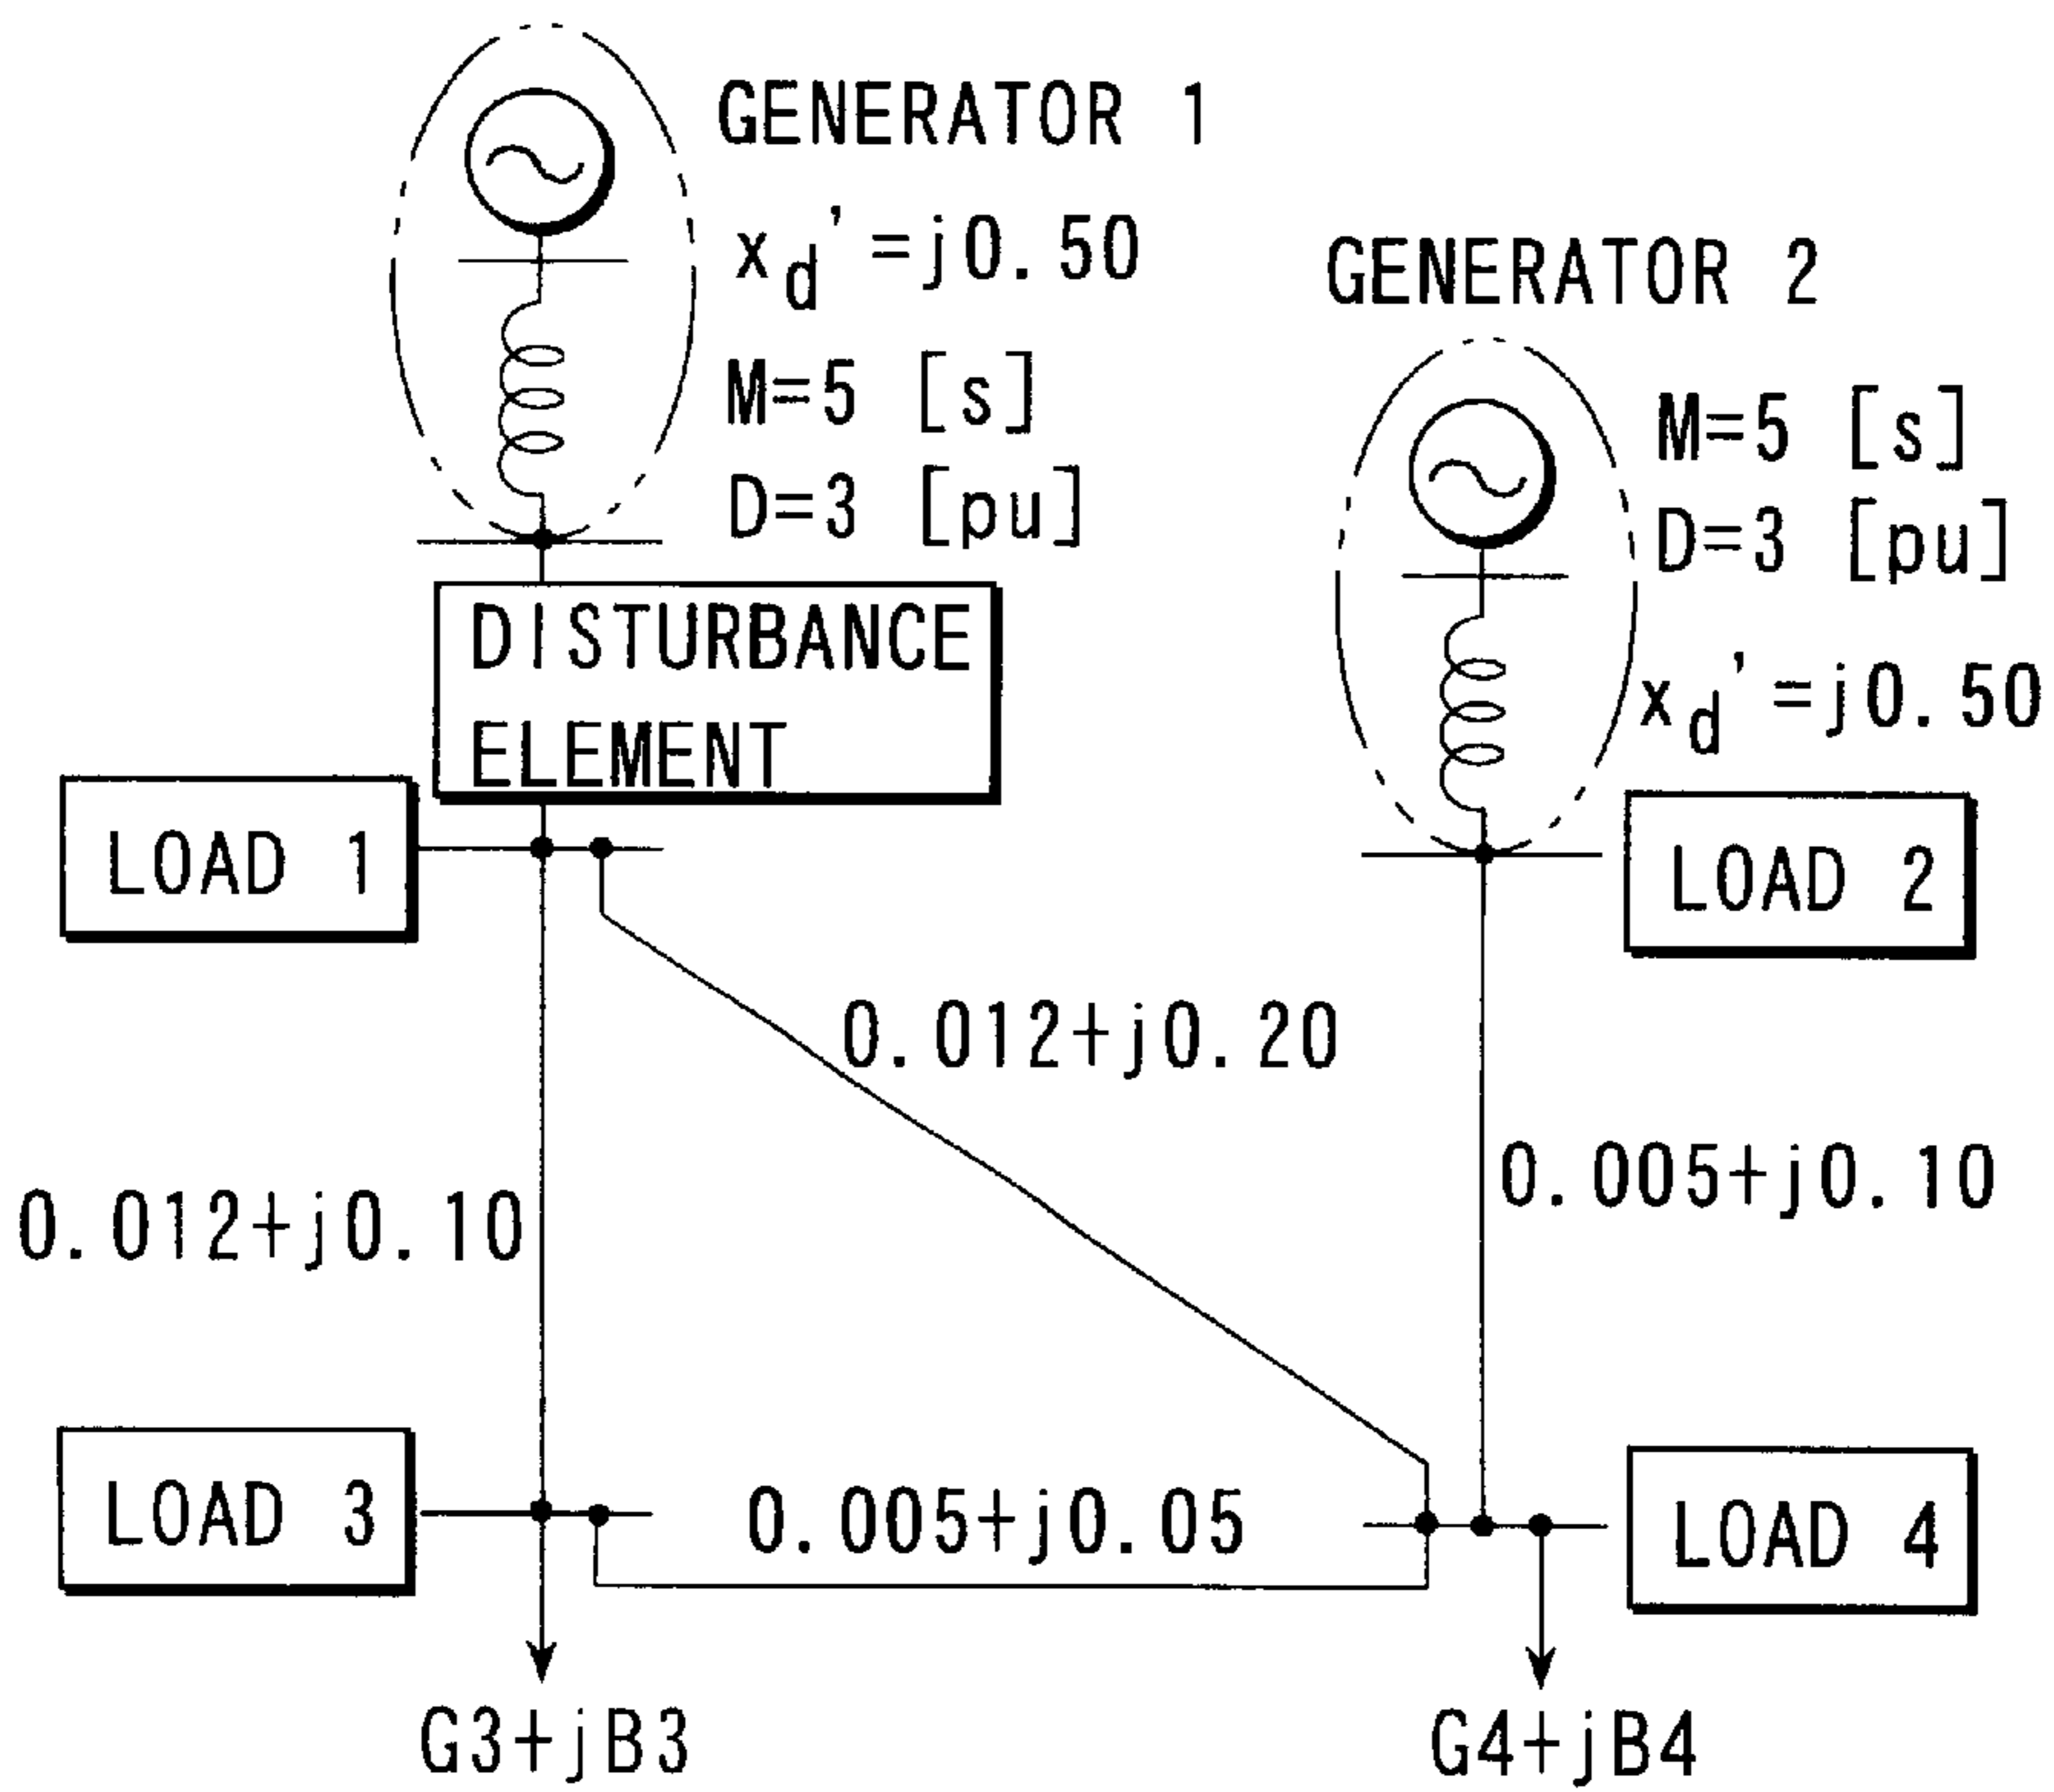 GENERATOR 1
xd'=j0.50
M=5 [s]
D=3 [pu]
GENERATOR 2
M=5 [s]
D=3 [pu]
xd'=j0.50
DISTURBANCE
ELEMENT
LOAD 1
LOAD 2
0.012+j0.20
0.012+j0.10
0.005+j0.10
LOAD 3
0.005+j0.05
LOAD 4
G3+jB3
G4+jB4